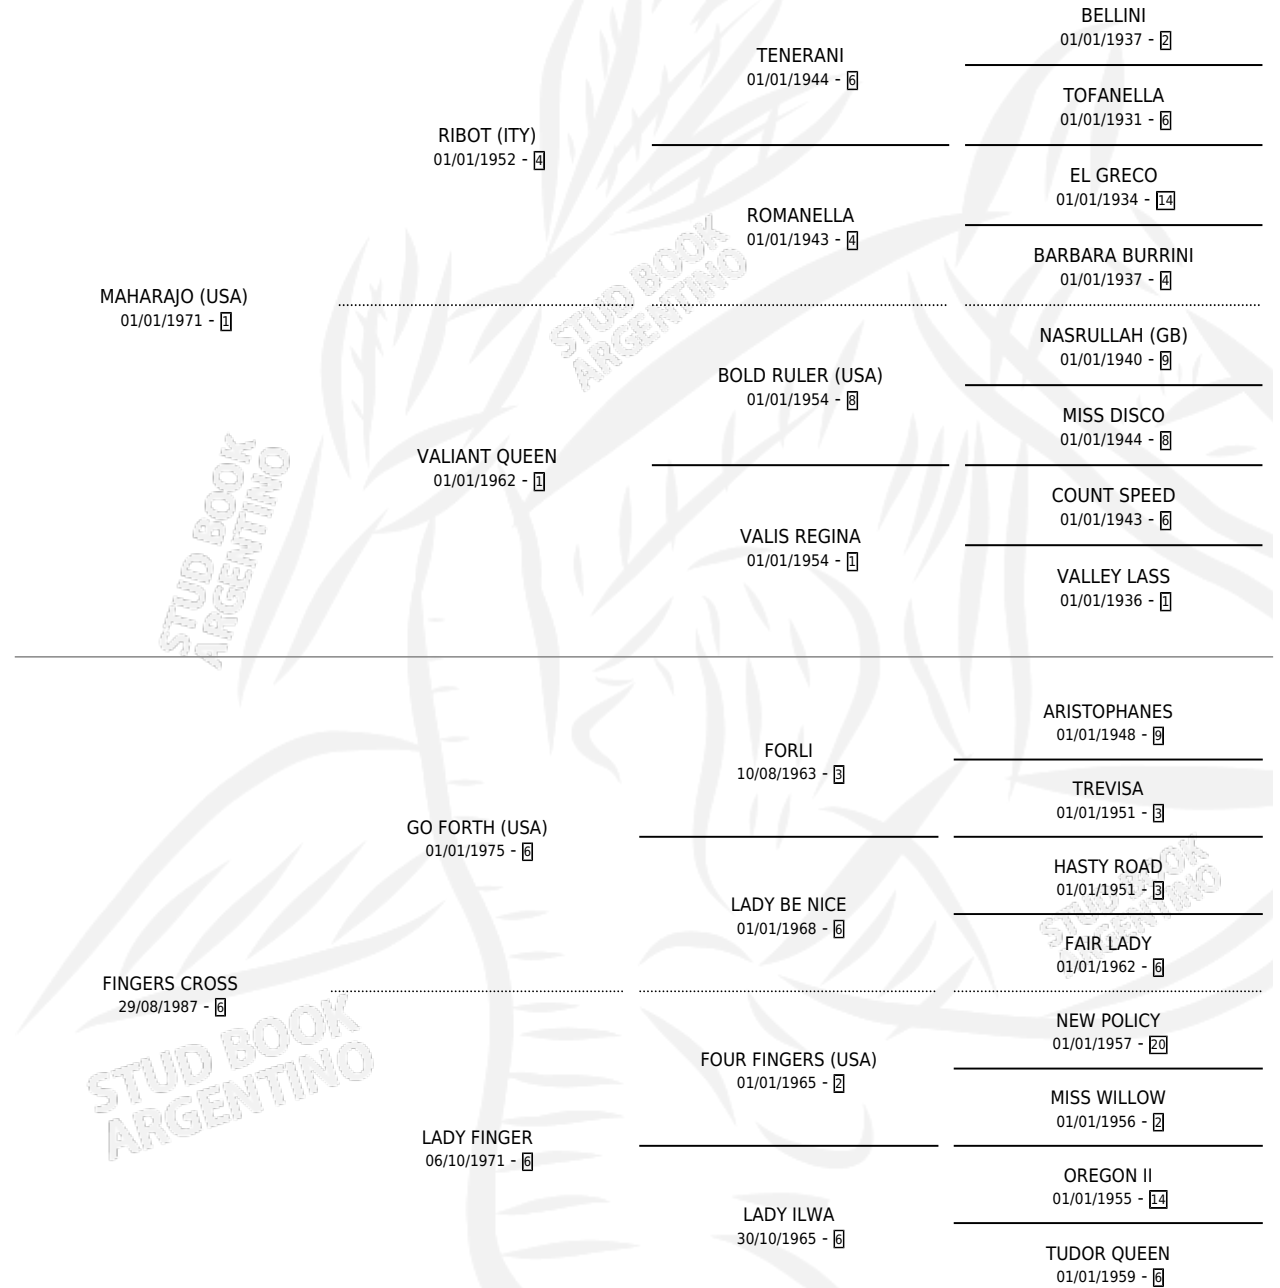 BELLINI
01/01/1937 - 2
TENERANI
01/01/1944 - 6
TOFANELLA
01/01/1931 - 6
RIBOT (ITY)
01/01/1952 - 4
EL GRECO
01/01/1934 - 14
ROMANELLA
01/01/1943 - 4
BARBARA BURRINI
01/01/1937 - 4
MAHARAJO (USA)
01/01/1971 - 1
NASRULLAH (GB)
01/01/1940 - 9
BOLD RULER (USA)
01/01/1954 - 8
MISS DISCO
01/01/1944 - 8
VALIANT QUEEN
01/01/1962 - 1
COUNT SPEED
01/01/1943 - 6
VALIS REGINA
01/01/1954 - 1
VALLEY LASS
01/01/1936 - 1
STUD BOOK
ARGENTINO
STUD BOOK
ARGENTINO
ARISTOPHANES
01/01/1948 - 9
FORLI
10/08/1963 - 3
TREVISA
01/01/1951 - 3
GO FORTH (USA)
01/01/1975 - 6
HASTY ROAD
01/01/1951 - 3
LADY BE NICE
01/01/1968 - 6
FAIR LADY
01/01/1962 - 6
STUD BOOK
ARGENTINO
FINGERS CROSS
29/08/1987 - 6
NEW POLICY
01/01/1957 - 20
FOUR FINGERS (USA)
01/01/1965 - 2
MISS WILLOW
01/01/1956 - 2
STUD BOOK
ARGENTINO
LADY FINGER
06/10/1971 - 6
OREGON II
01/01/1955 - 14
LADY ILWA
30/10/1965 - 6
TUDOR QUEEN
01/01/1959 - 6